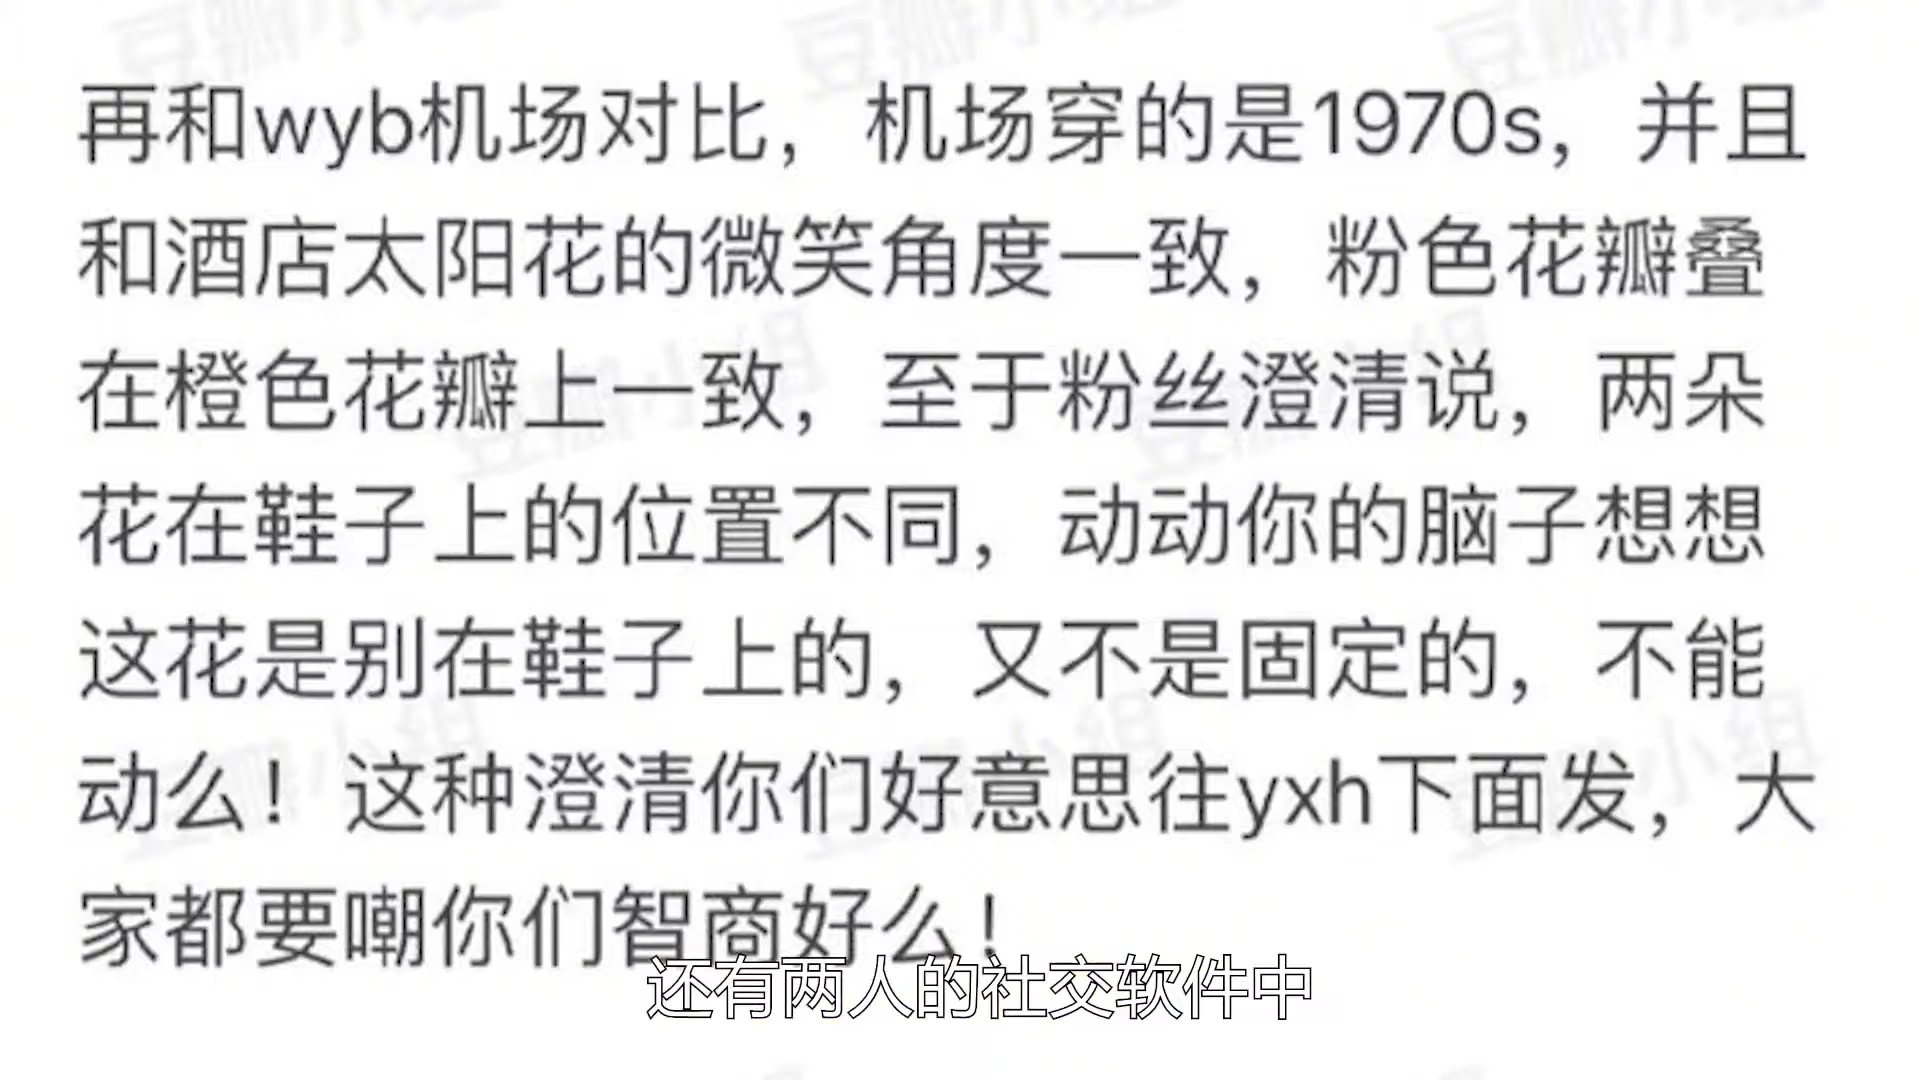 再和wyb机场对比，机场穿的是1970s，并且
和酒店太阳花的微笑角度一致，粉色花瓣叠
在橙色花瓣上一致，至于粉丝澄清说，两朵
花在鞋子上的位置不同，动动你的脑子想想
这花是别在鞋子上的，又不是固定的，不能
动么！这种澄清你们好意思往yxh下面发，大
家都要嘲你们智商好么！
还有两人的社交软件中
豆瓣小组